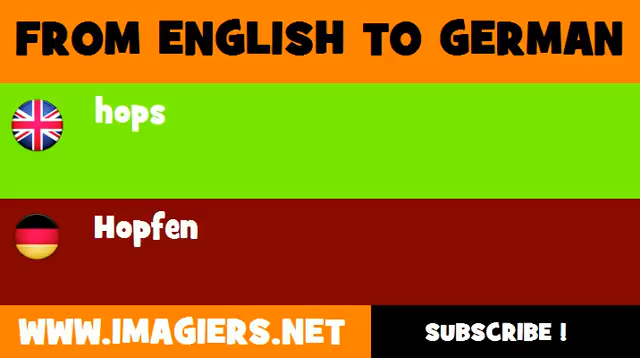 FROM ENGLISH TO GERMAN
hops
Hopfen
WWW.IMAGIERS.NET
SUBSCRIBE !